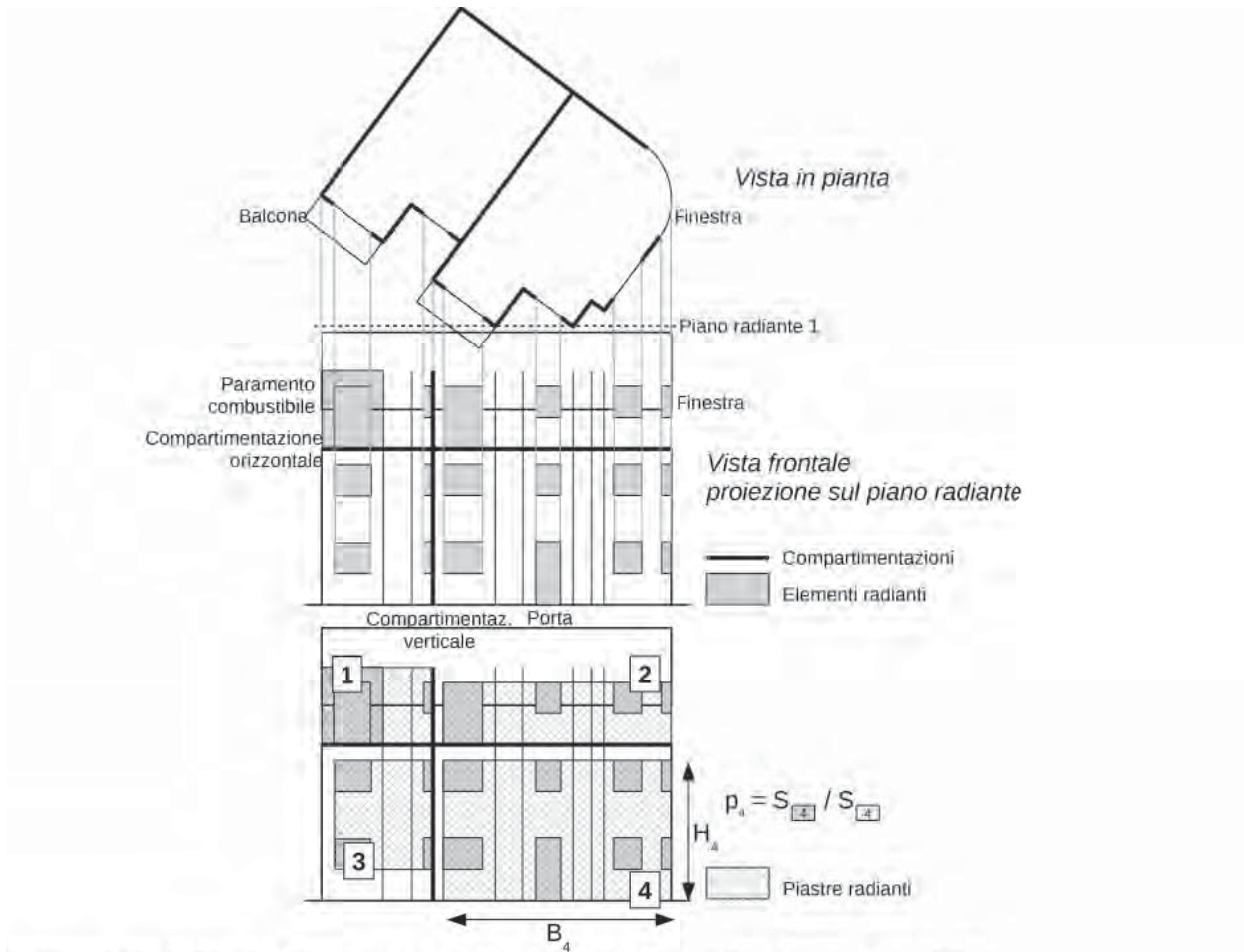 Vista in pianta
Balcone
Finestra
Piano radiante 1
Paramento
combustibile
Finestra
Compartimentazione
orizzontale
Vista frontale
proiezione sul piano radiante
Compartimentazioni
Elementi radianti
Compartimentaz.
verticale
Porta
1
2
p4 = S4 / S4
H4
3
4
Piastre radianti
B4